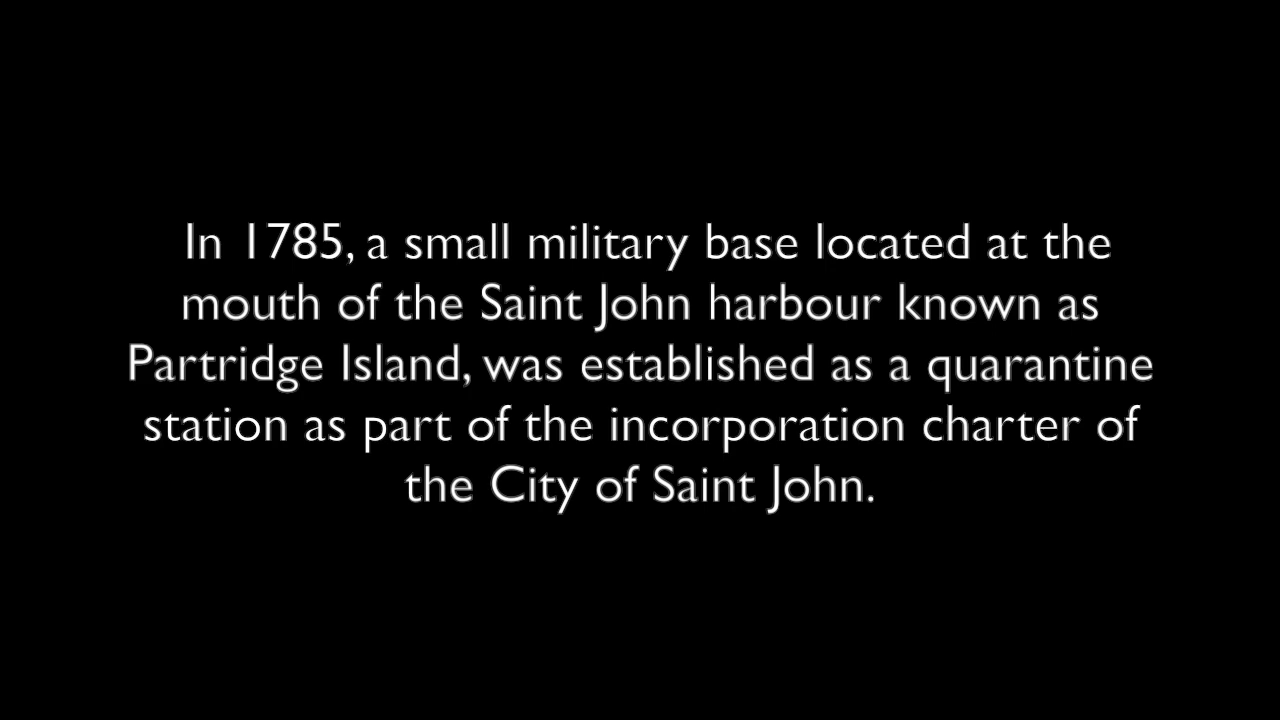 In 1785, a small military base located at the
mouth of the Saint John harbour known as
Partridge Island, was established as a quarantine
station as part of the incorporation charter of
the City of Saint John.